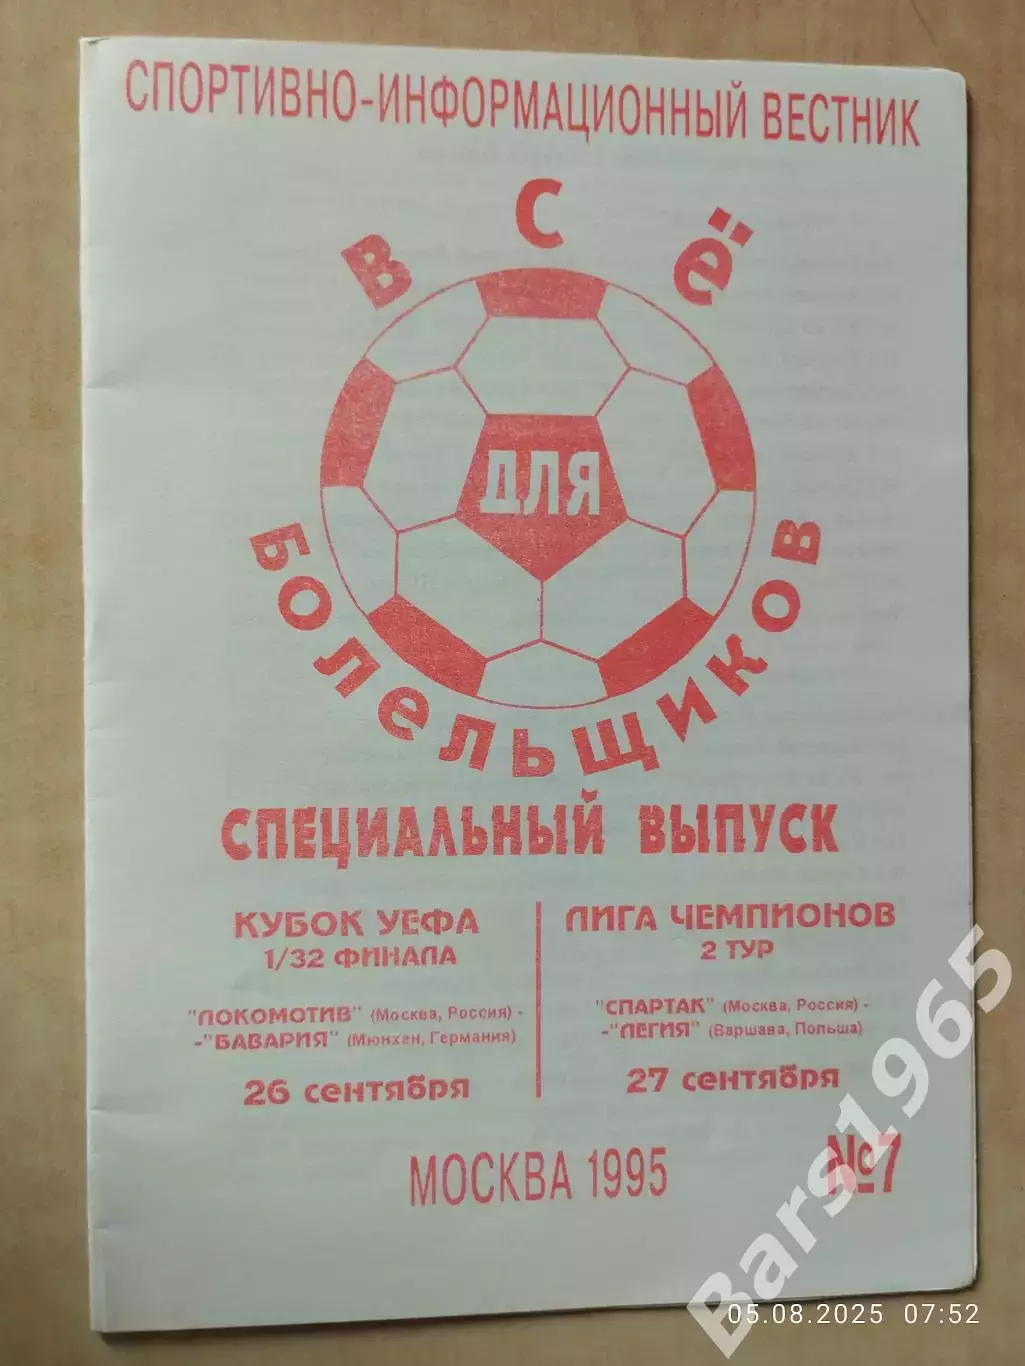 СПОРТИВНО-ИНФОРМАЦИОННЫЙ ВЕСТНИК
ВСЁ
ДЛЯ
БОЛЕЛЬЩИКОВ
СПЕЦИАЛЬНЫЙ ВЫПУСК
КУБОК УЕФА
1/32 ФИНАЛА
"ЛОКОМОТИВ" (Москва, Россия) -
-"БАВАРИЯ" (Мюнхен, Германия)
26 сентября
ЛИГА ЧЕМПИОНОВ
2 ТУР
"СПАРТАК" (Москва, Россия) -
-"ЛЕГИЯ" (Варшава, Польша)
27 сентября
МОСКВА 1995
№7
Bars1965
05.08.2025 07:52